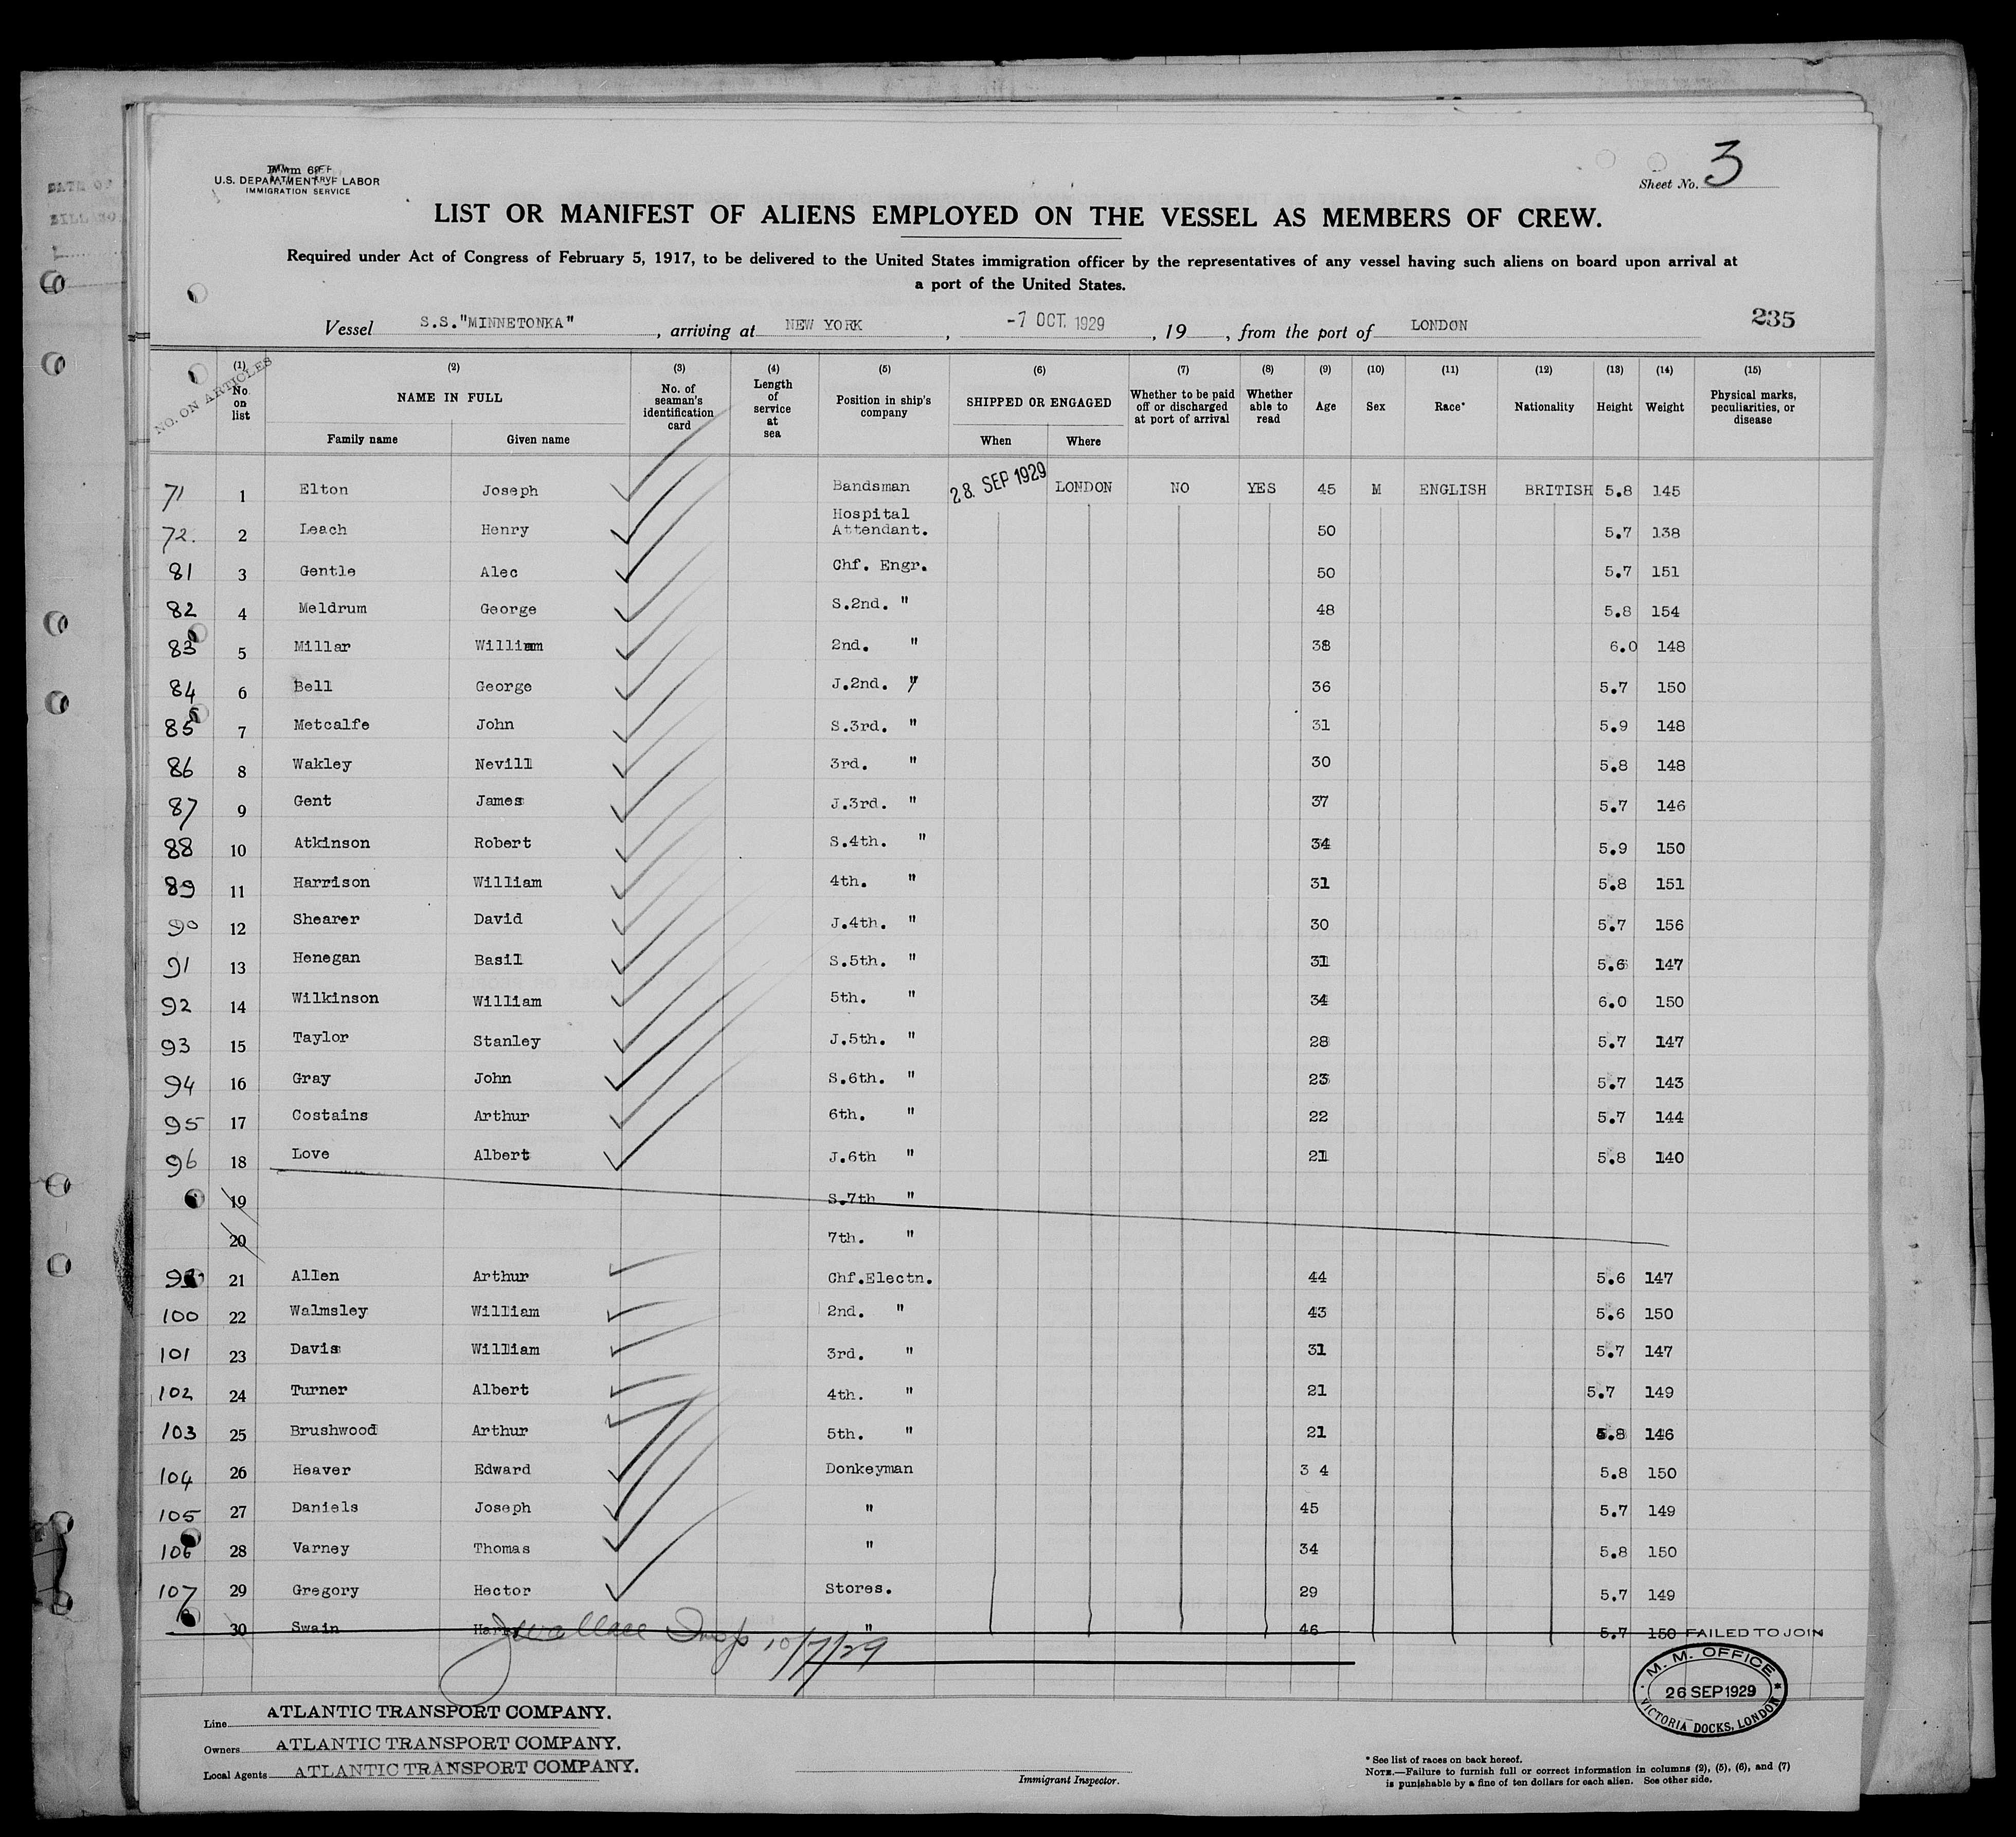 U.S. DEPARTMENT OF LABOR
IMMIGRATION SERVICE
Sheet No. 3
LIST OR MANIFEST OF ALIENS EMPLOYED ON THE VESSEL AS MEMBERS OF CREW.
Required under Act of Congress of February 5, 1917, to be delivered to the United States immigration officer by the representatives of any vessel having such aliens on board upon arrival at
a port of the United States.
Vessel S.S."MINNETONKA", arriving at NEW YORK, -7 OCT. 1929, 19, from the port of LONDON
235
NO. ON ARTICLES
(1) No. on list
(2) NAME IN FULL Family name Given name
(3) No. of seaman's identification card
(4) Length of service at sea
(5) Position in ship's company
(6) SHIPPED OR ENGAGED When Where
(7) Whether to be paid off or discharged at port of arrival
(8) Whether able to read
(9) Age
(10) Sex
(11) Race*
(12) Nationality
(13) Height
(14) Weight
(15) Physical marks, peculiarities, or disease
71 1 Elton Joseph Bandsman 28 SEP 1929 LONDON NO YES 45 M ENGLISH BRITISH 5.8 145
72. 2 Leach Henry Hospital Attendant. 50 5.7 138
81 3 Gentle Alec Chf. Engr. 50 5.7 151
82 4 Meldrum George S.2nd. " 48 5.8 154
83 5 Millar William 2nd. " 38 6.0 148
84 6 Bell George J.2nd. " 36 5.7 150
85 7 Metcalfe John S.3rd. " 31 5.9 148
86 8 Wakley Nevill 3rd. " 30 5.8 148
87 9 Gent James J.3rd. " 37 5.7 146
88 10 Atkinson Robert S.4th. " 34 5.9 150
89 11 Harrison William 4th. " 31 5.8 151
90 12 Shearer David J.4th. " 30 5.7 156
91 13 Henegan Basil S.5th. " 31 5.6 147
92 14 Wilkinson William 5th. " 34 6.0 150
93 15 Taylor Stanley J.5th. " 28 5.7 147
94 16 Gray John S.6th. " 23 5.7 143
95 17 Costains Arthur 6th. " 22 5.7 144
96 18 Love Albert J.6th " 21 5.8 140
19 S.7th "
20 7th. "
21 Allen Arthur Chf.Electn. 44 5.6 147
100 22 Walmsley William 2nd. " 43 5.6 150
101 23 Davis William 3rd. " 31 5.7 147
102 24 Turner Albert 4th. " 21 5.7 149
103 25 Brushwood Arthur 5th. " 21 5.8 146
104 26 Heaver Edward Donkeyman 3 4 5.8 150
105 27 Daniels Joseph " 45 5.7 149
106 28 Varney Thomas " 34 5.8 150
107 29 Gregory Hector Stores. 29 5.7 149
30 Swain " 46 5.7 150 FAILED TO JOIN
JWallace Insp 10/7/29
M. M. OFFICE
26 SEP 1929
VICTORIA DOCKS, LONDON
Line ATLANTIC TRANSPORT COMPANY.
Owners ATLANTIC TRANSPORT COMPANY.
Local Agents ATLANTIC TRANSPORT COMPANY.
Immigrant Inspector.
* See list of races on back hereof.
NOTE.—Failure to furnish full or correct information in columns (2), (5), (6), and (7)
is punishable by a fine of ten dollars for each alien. See other side.